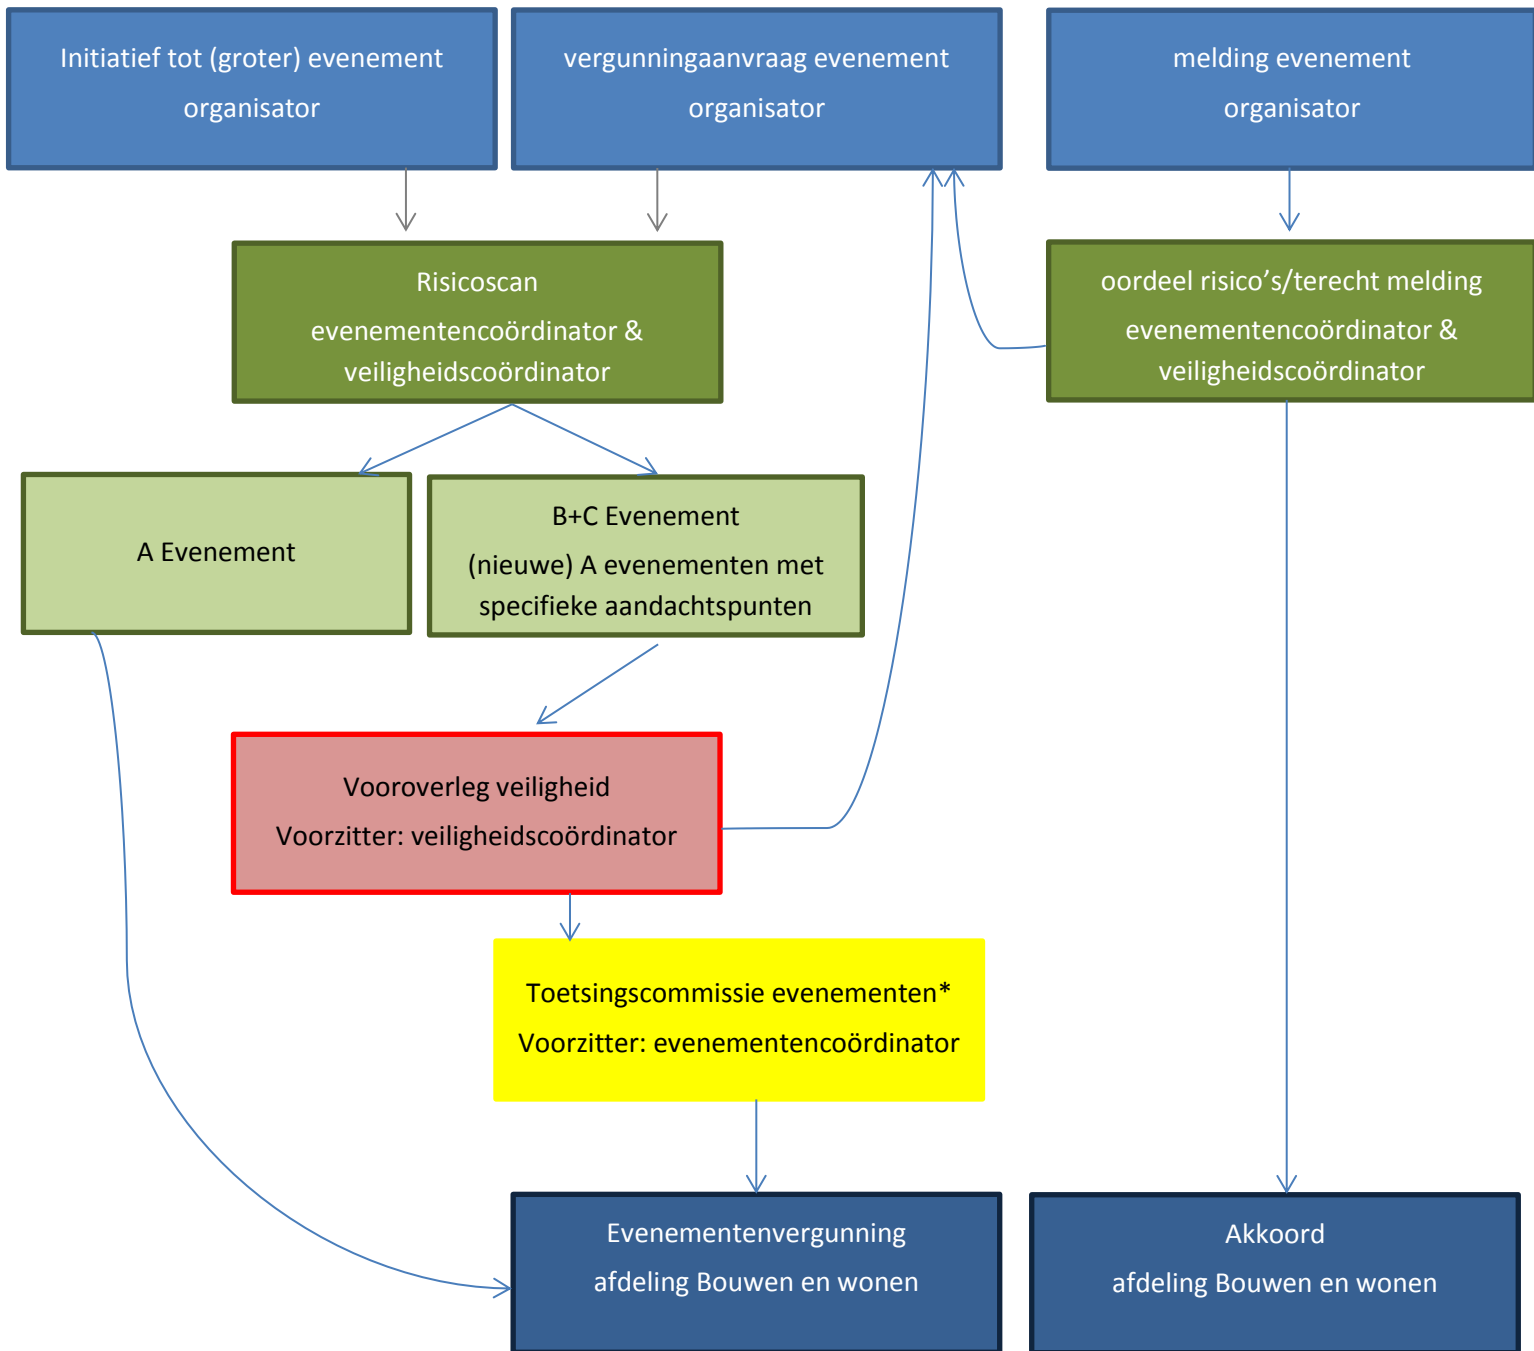 Initiatief tot (groter) evenement
organisator
vergunningaanvraag evenement
organisator
melding evenement
organisator
Risicoscan
evenementencoördinator &
veiligheidscoördinator
oordeel risico's/terecht melding
evenementencoördinator &
veiligheidscoördinator
A Evenement
B+C Evenement
(nieuwe) A evenementen met
specifieke aandachtspunten
Vooroverleg veiligheid
Voorzitter: veiligheidscoördinator
Toetsingscommissie evenementen*
Voorzitter: evenementencoördinator
Evenementenvergunning
afdeling Bouwen en wonen
Akkoord
afdeling Bouwen en wonen